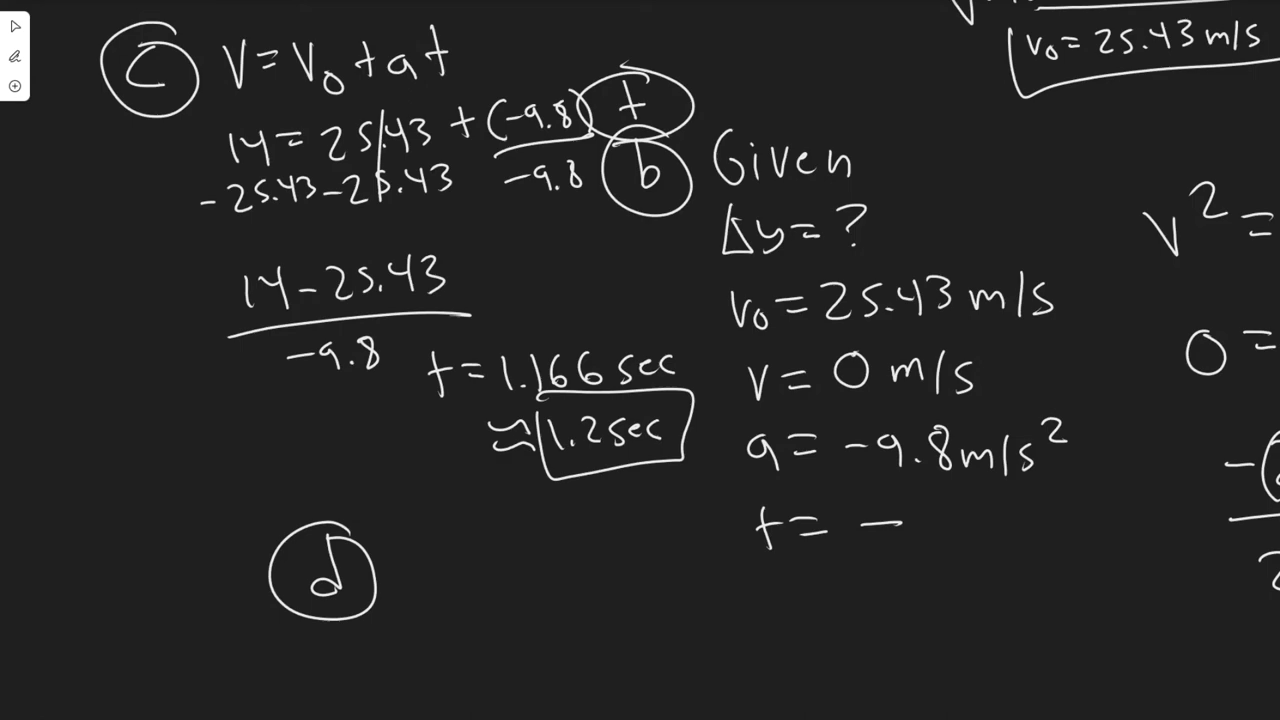 C V = V₀ + at
14 = 25.43 + (-9.8) t
-25.43 -25.43 -9.8
14 - 25.43
-9.8
t = 1.166 sec
≈ 1.2 sec
d
b Given
Δy = ?
v₀ = 25.43 m/s
v = 0 m/s
a = -9.8 m/s²
t = -
v₀ = 25.43 m/s
v² =
0 =